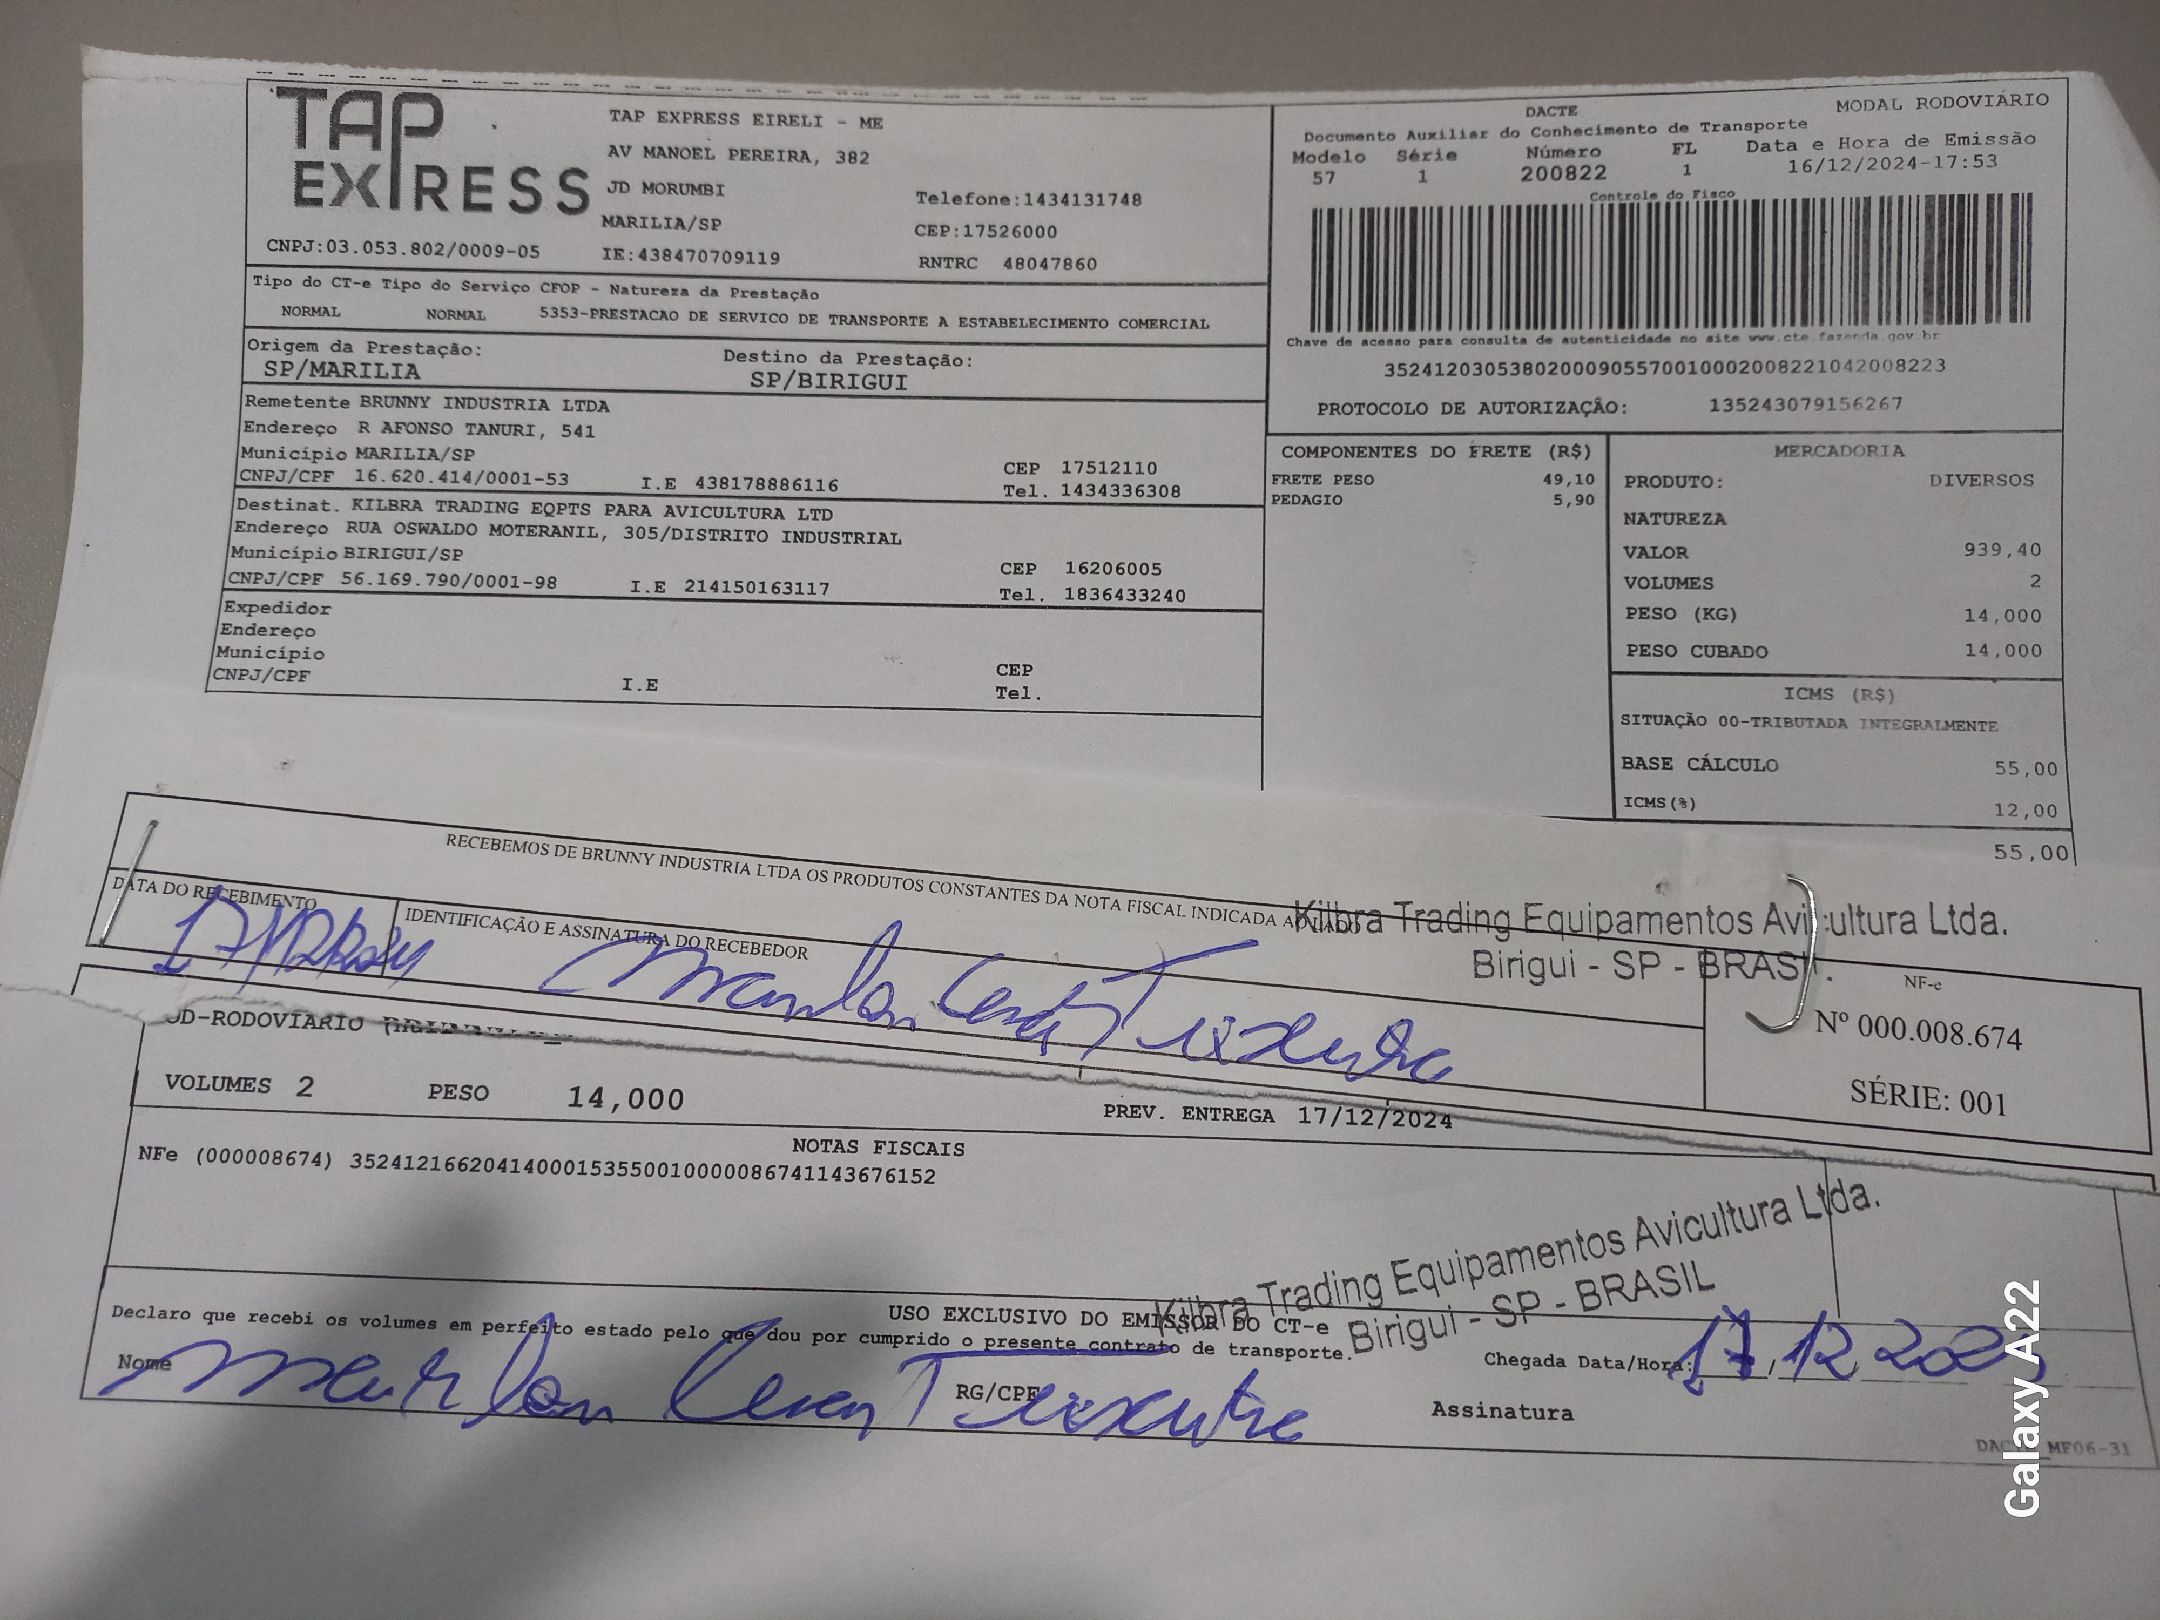 TAP
EXPRESS
TAP EXPRESS EIRELI - ME
AV MANOEL PEREIRA, 382
JD MORUMBI
Telefone:1434131748
MARILIA/SP
CEP:17526000
CNPJ:03.053.802/0009-05
IE:438470709119
RNTRC 48047860
DACTE
MODAL RODOVIÁRIO
Documento Auxiliar do Conhecimento de Transporte
Modelo Série Número FL Data e Hora de Emissão
57 1 200822 1 16/12/2024-17:53
Controle do Fisco
Chave de acesso para consulta de autenticidade no site www.cte.fazenda.gov.br
35241203053802000905570010002008221042008223
PROTOCOLO DE AUTORIZAÇÃO: 135243079156267
Tipo do CT-e Tipo do Serviço CFOP - Natureza da Prestação
NORMAL NORMAL 5353-PRESTACAO DE SERVICO DE TRANSPORTE A ESTABELECIMENTO COMERCIAL
Origem da Prestação: Destino da Prestação:
SP/MARILIA SP/BIRIGUI
Remetente BRUNNY INDUSTRIA LTDA
Endereço R AFONSO TANURI, 541
Município MARILIA/SP CEP 17512110
CNPJ/CPF 16.620.414/0001-53 I.E 438178886116 Tel. 1434336308
Destinat. KILBRA TRADING EQPTS PARA AVICULTURA LTD
Endereço RUA OSWALDO MOTERANIL, 305/DISTRITO INDUSTRIAL
Município BIRIGUI/SP CEP 16206005
CNPJ/CPF 56.169.790/0001-98 I.E 214150163117 Tel. 1836433240
Expedidor
Endereço
Município CEP
CNPJ/CPF I.E Tel.
COMPONENTES DO FRETE (R$)
FRETE PESO 49,10
PEDAGIO 5,90
MERCADORIA
PRODUTO: DIVERSOS
NATUREZA
VALOR 939,40
VOLUMES 2
PESO (KG) 14,000
PESO CUBADO 14,000
ICMS (R$)
SITUAÇÃO 00-TRIBUTADA INTEGRALMENTE
BASE CÁLCULO 55,00
ICMS(%) 12,00
55,00
RECEBEMOS DE BRUNNY INDUSTRIA LTDA OS PRODUTOS CONSTANTES DA NOTA FISCAL INDICADA AO LADO
DATA DO RECEBIMENTO IDENTIFICAÇÃO E ASSINATURA DO RECEBEDOR
Kilbra Trading Equipamentos Avicultura Ltda.
Birigui - SP - BRASIL.
17/12/2024
NF-e
Nº 000.008.674
SÉRIE: 001
OD-RODOVIARIO
VOLUMES 2 PESO 14,000 PREV. ENTREGA 17/12/2024
NOTAS FISCAIS
NFe (000008674) 35241216620414000153550010000086741143676152
Kilbra Trading Equipamentos Avicultura Ltda.
Birigui - SP - BRASIL
USO EXCLUSIVO DO EMISSOR DO CT-e
Declaro que recebi os volumes em perfeito estado pelo que dou por cumprido o presente contrato de transporte.
Nome RG/CPF Assinatura
Chegada Data/Hora: 17/12
DACTE MF06-31
Galaxy A22